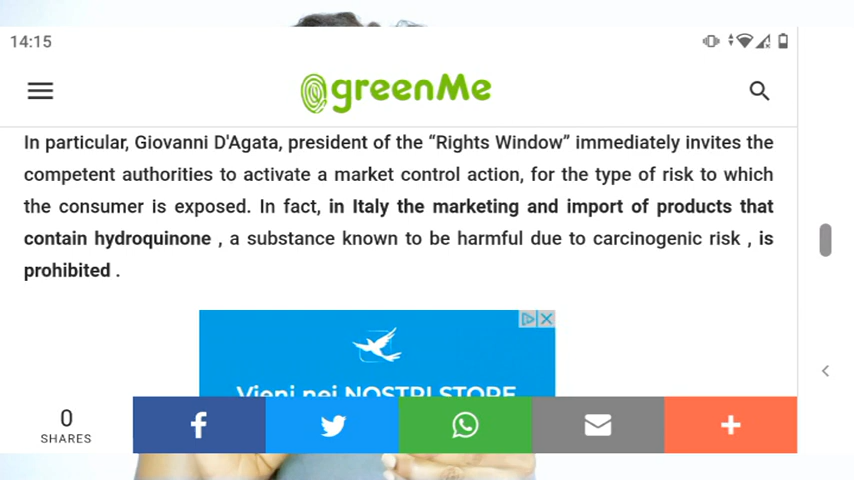 14:15
greenMe
In particular, Giovanni D'Agata, president of the “Rights Window” immediately invites the
competent authorities to activate a market control action, for the type of risk to which
the consumer is exposed. In fact, in Italy the marketing and import of products that
contain hydroquinone , a substance known to be harmful due to carcinogenic risk , is
prohibited .
Vieni nei NOSTRI STORE
0
SHARES